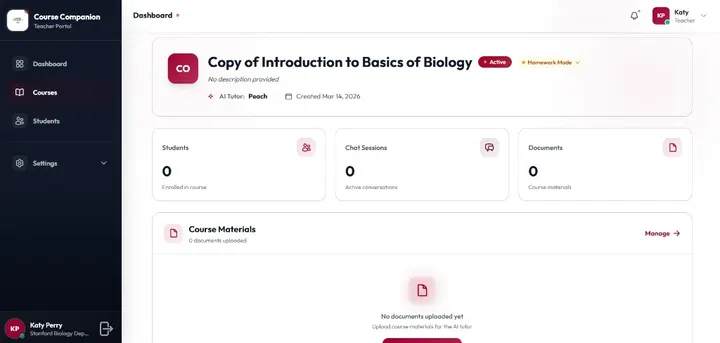 Course Companion
Teacher Portal
Dashboard
Courses
Students
Settings
KP
Katy Perry
Stanford Biology Dep...
Dashboard
KP
Katy
Teacher
CO
Copy of Introduction to Basics of Biology
Active
Homework Mode
No description provided
AI Tutor: Peach
Created Mar 14, 2026
Students
0
Enrolled in course
Chat Sessions
0
Active conversations
Documents
0
Course materials
Course Materials
0 documents uploaded
Manage
No documents uploaded yet
Upload course materials for the AI tutor